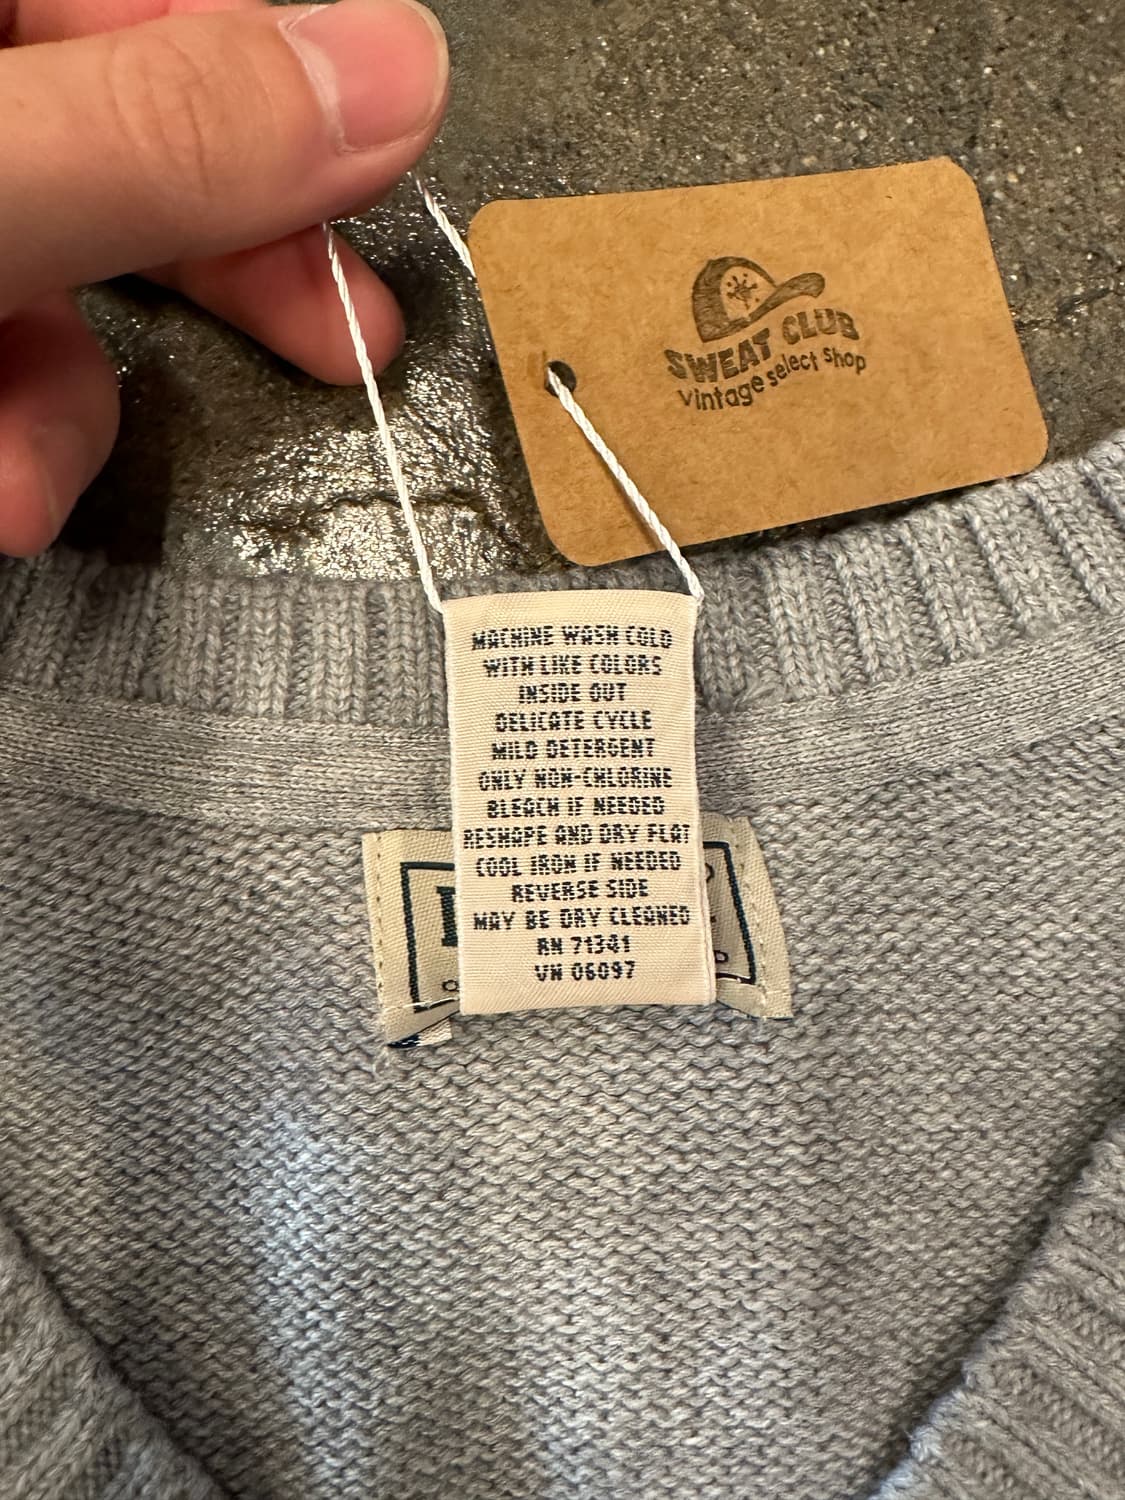 SWEAT CLUB
vintage select shop
MACHINE WASH COLD
WITH LIKE COLORS
INSIDE OUT
DELICATE CYCLE
MILD DETERGENT
ONLY NON-CHLORINE
BLEACH IF NEEDED
RESHAPE AND DRY FLAT
COOL IRON IF NEEDED
REVERSE SIDE
MAY BE DRY CLEANED
RN 71341
VN 06097